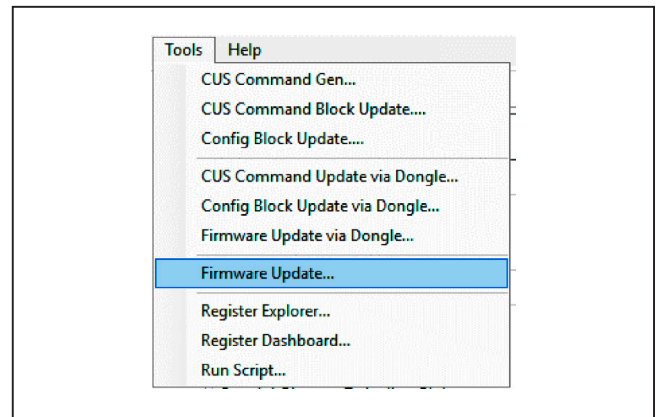 Tools Help
CUS Command Gen...
CUS Command Block Update....
Config Block Update....
CUS Command Update via Dongle...
Config Block Update via Dongle...
Firmware Update via Dongle...
Firmware Update...
Register Explorer...
Register Dashboard...
Run Script...